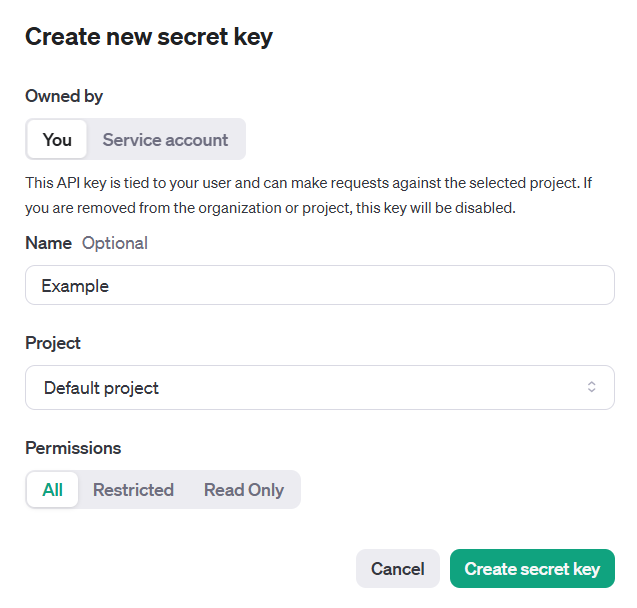 Create new secret key
Owned by
You Service account
This API key is tied to your user and can make requests against the selected project. If
you are removed from the organization or project, this key will be disabled.
Name Optional
Example
Project
Default project
Permissions
All Restricted Read Only
Cancel Create secret key